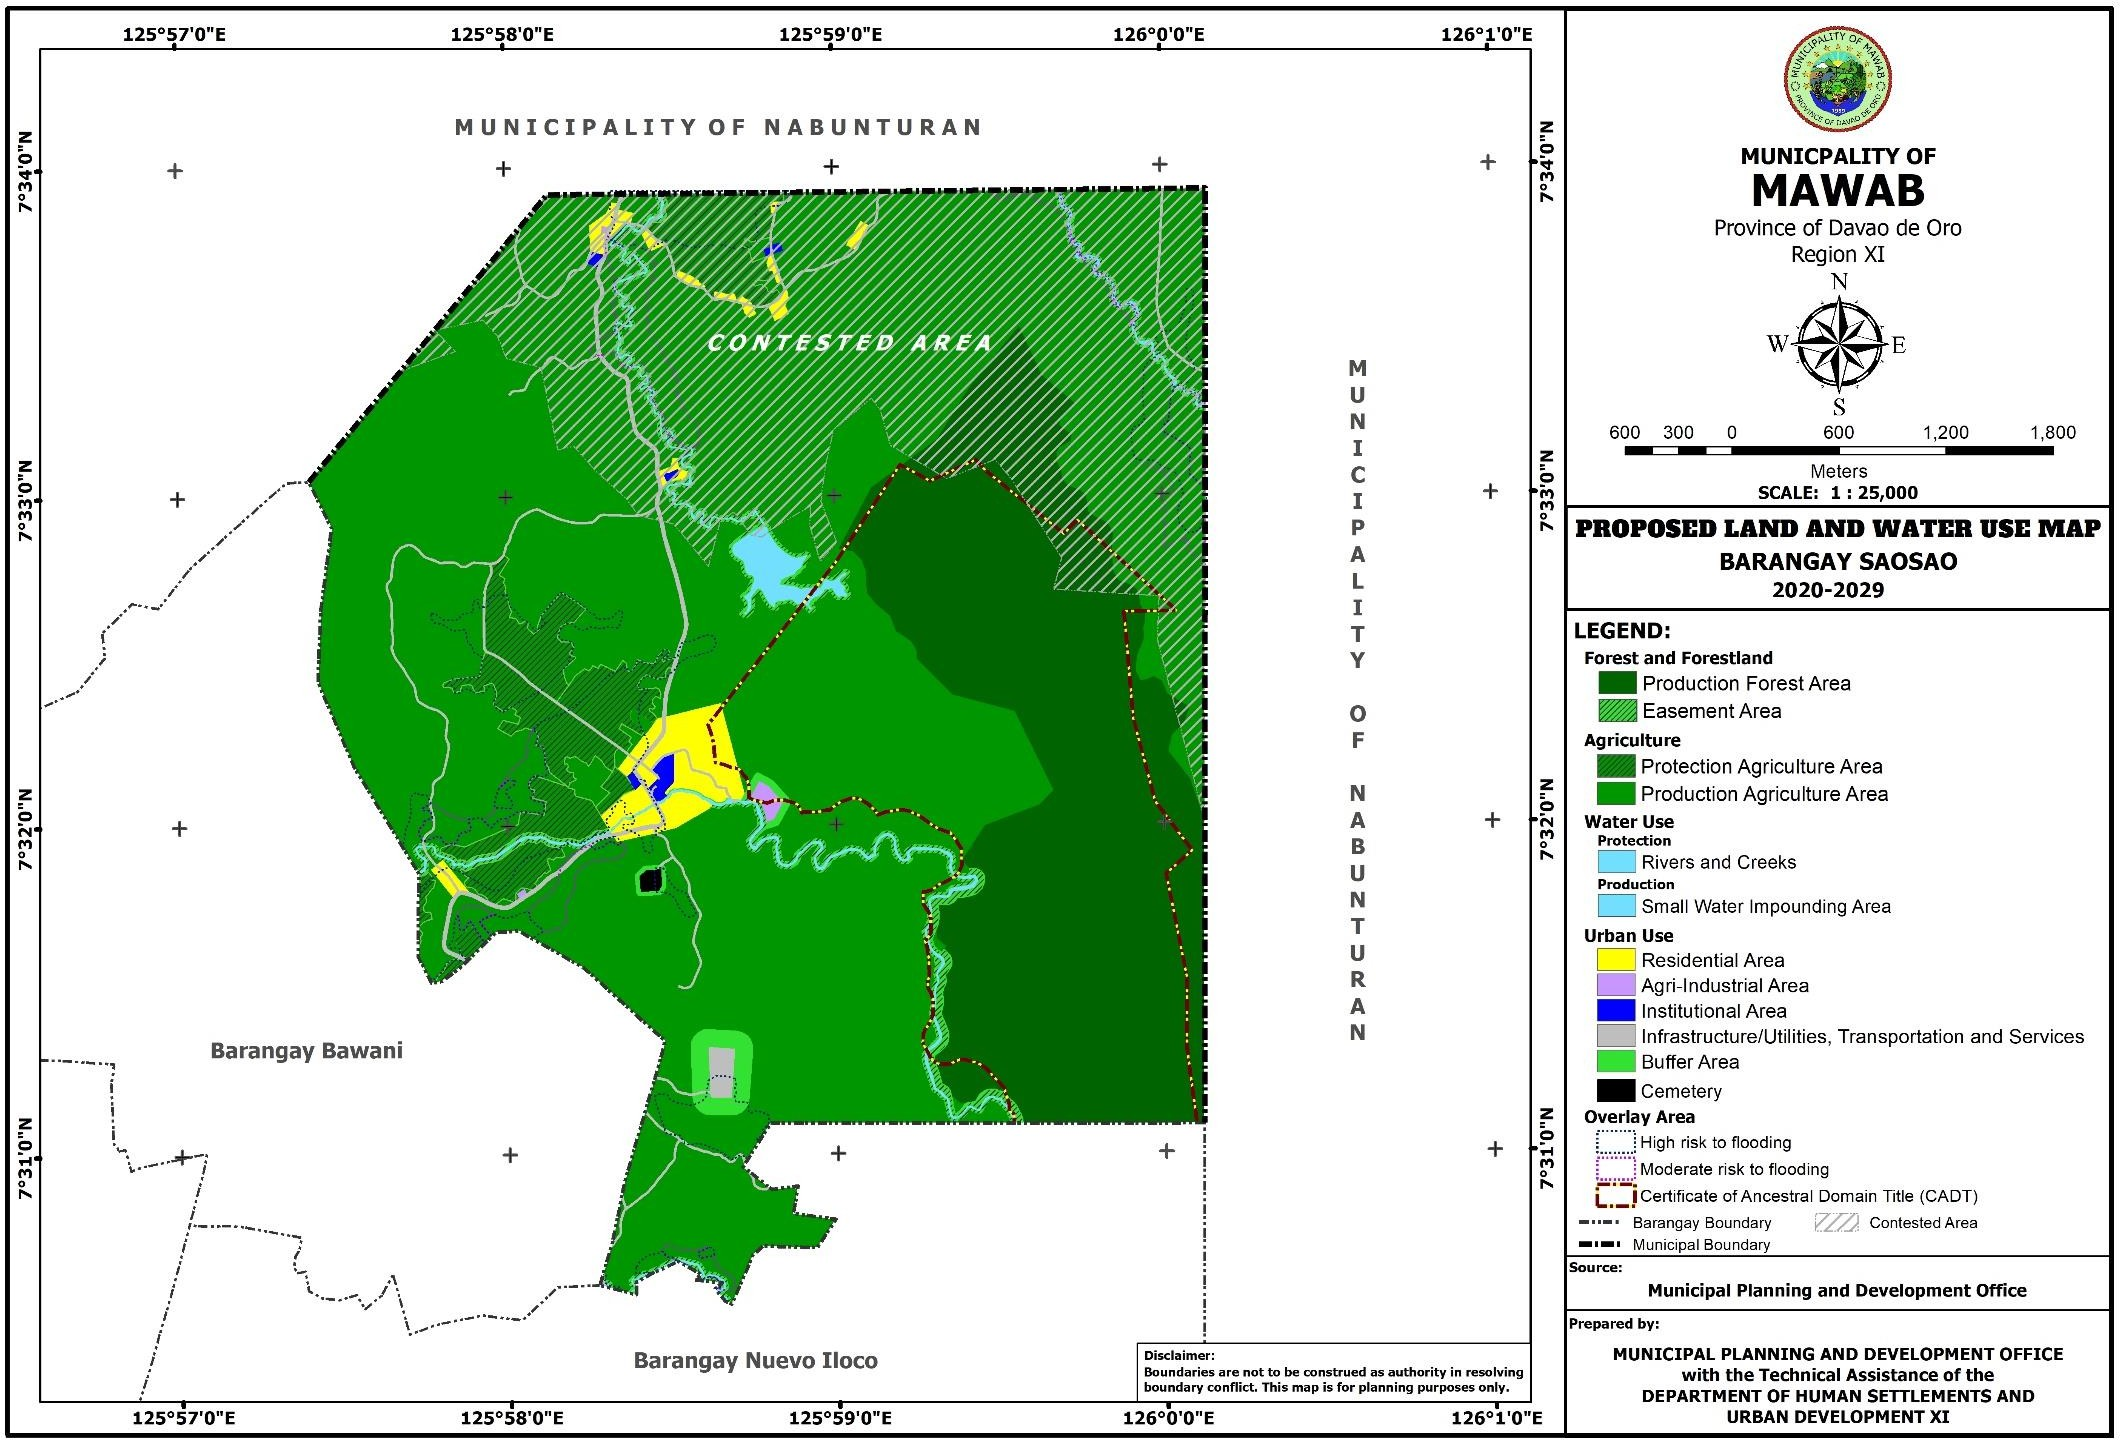 125°57'0"E 125°58'0"E 125°59'0"E 126°0'0"E 126°1'0"E
MUNICIPALITY OF NABUNTURAN
7°34'0"N
7°34'0"N
CONTESTED AREA
MUNICIPALITY OF NABUNTURAN
7°33'0"N
7°33'0"N
7°32'0"N
7°32'0"N
Barangay Bawani
7°31'0"N
7°31'0"N
Barangay Nuevo Iloco
Disclaimer:
Boundaries are not to be construed as authority in resolving
boundary conflict. This map is for planning purposes only.
125°57'0"E 125°58'0"E 125°59'0"E 126°0'0"E 126°1'0"E
MUNICIPALITY OF MAWAB
PROVINCE OF DAVAO DE ORO
1959
MUNICPALITY OF
MAWAB
Province of Davao de Oro
Region XI
N
W E
S
600 300 0 600 1,200 1,800
Meters
SCALE: 1 : 25,000
PROPOSED LAND AND WATER USE MAP
BARANGAY SAOSAO
2020-2029
LEGEND:
Forest and Forestland
Production Forest Area
Easement Area
Agriculture
Protection Agriculture Area
Production Agriculture Area
Water Use
Protection
Rivers and Creeks
Production
Small Water Impounding Area
Urban Use
Residential Area
Agri-Industrial Area
Institutional Area
Infrastructure/Utilities, Transportation and Services
Buffer Area
Cemetery
Overlay Area
High risk to flooding
Moderate risk to flooding
Certificate of Ancestral Domain Title (CADT)
Barangay Boundary Contested Area
Municipal Boundary
Source:
Municipal Planning and Development Office
Prepared by:
MUNICIPAL PLANNING AND DEVELOPMENT OFFICE
with the Technical Assistance of the
DEPARTMENT OF HUMAN SETTLEMENTS AND
URBAN DEVELOPMENT XI